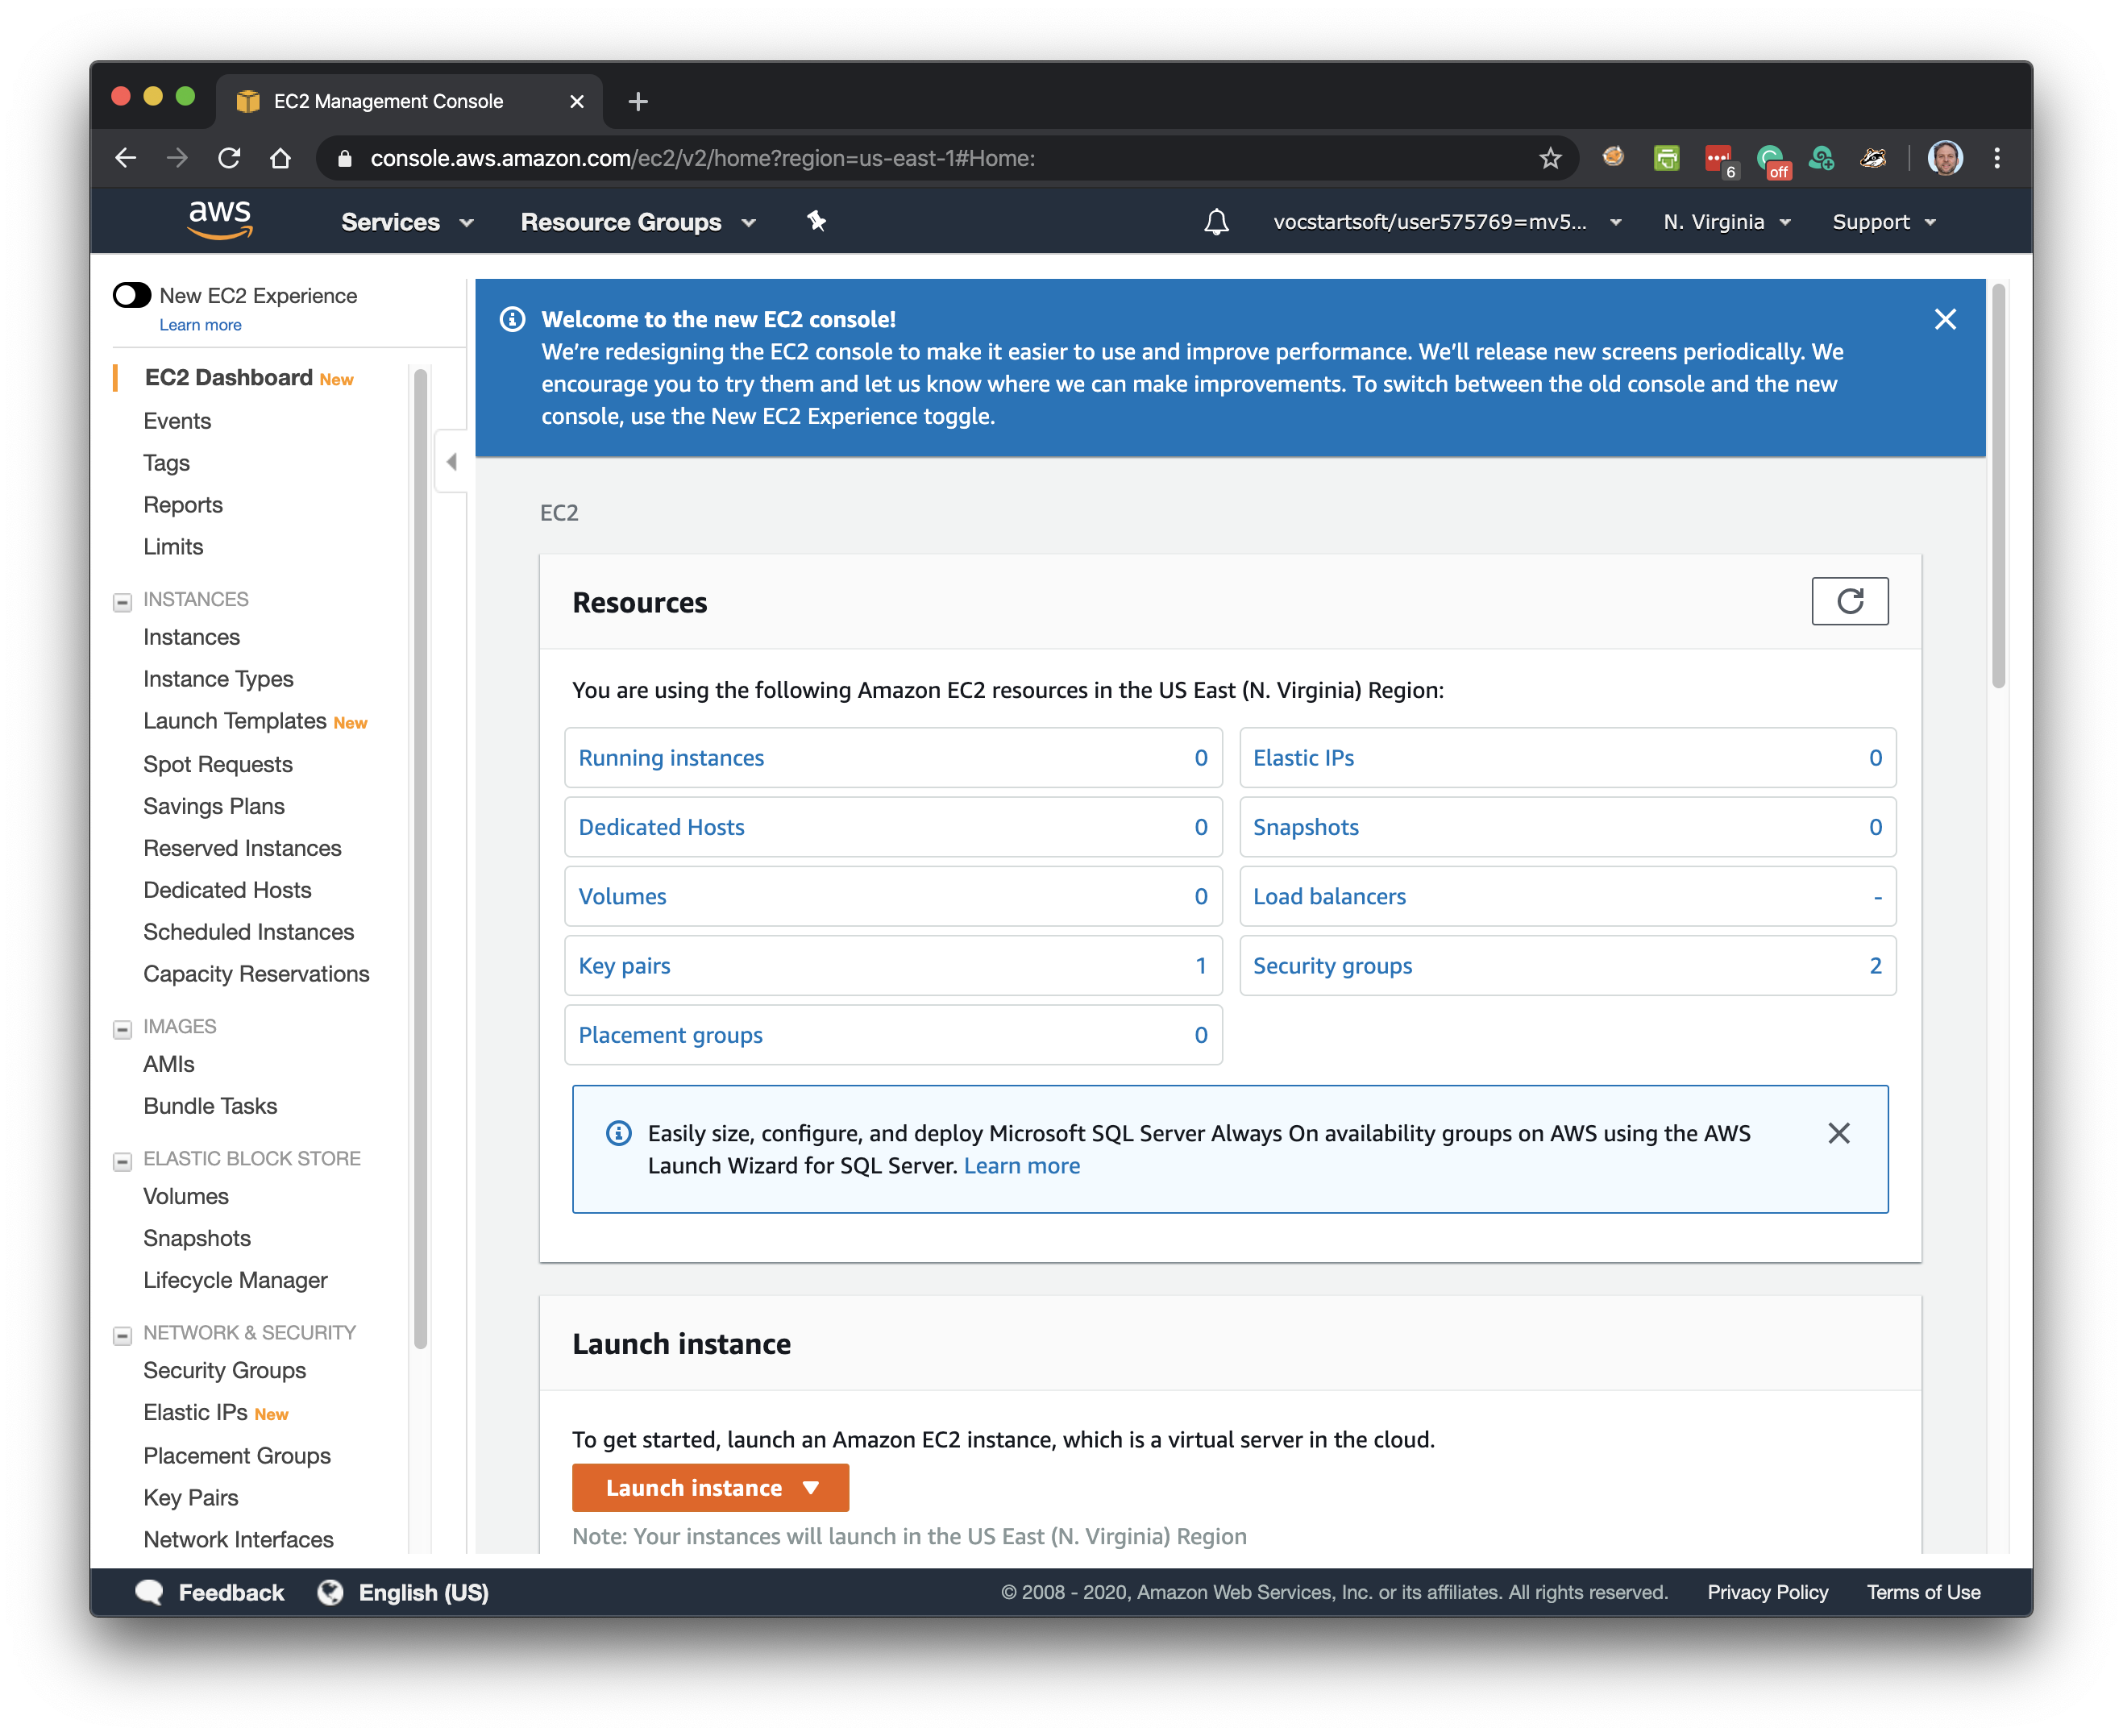 EC2 Management Console
console.aws.amazon.com/ec2/v2/home?region=us-east-1#Home:
6
off
aws
Services
Resource Groups
vocstartsoft/user575769=mv5...
N. Virginia
Support
New EC2 Experience
Learn more
EC2 Dashboard New
Events
Tags
Reports
Limits
INSTANCES
Instances
Instance Types
Launch Templates New
Spot Requests
Savings Plans
Reserved Instances
Dedicated Hosts
Scheduled Instances
Capacity Reservations
IMAGES
AMIs
Bundle Tasks
ELASTIC BLOCK STORE
Volumes
Snapshots
Lifecycle Manager
NETWORK & SECURITY
Security Groups
Elastic IPs New
Placement Groups
Key Pairs
Network Interfaces
Welcome to the new EC2 console!
We're redesigning the EC2 console to make it easier to use and improve performance. We'll release new screens periodically. We
encourage you to try them and let us know where we can make improvements. To switch between the old console and the new
console, use the New EC2 Experience toggle.
EC2
Resources
You are using the following Amazon EC2 resources in the US East (N. Virginia) Region:
Running instances 0
Elastic IPs 0
Dedicated Hosts 0
Snapshots 0
Volumes 0
Load balancers -
Key pairs 1
Security groups 2
Placement groups 0
Easily size, configure, and deploy Microsoft SQL Server Always On availability groups on AWS using the AWS
Launch Wizard for SQL Server. Learn more
Launch instance
To get started, launch an Amazon EC2 instance, which is a virtual server in the cloud.
Launch instance
Note: Your instances will launch in the US East (N. Virginia) Region
Feedback
English (US)
© 2008 - 2020, Amazon Web Services, Inc. or its affiliates. All rights reserved.
Privacy Policy
Terms of Use